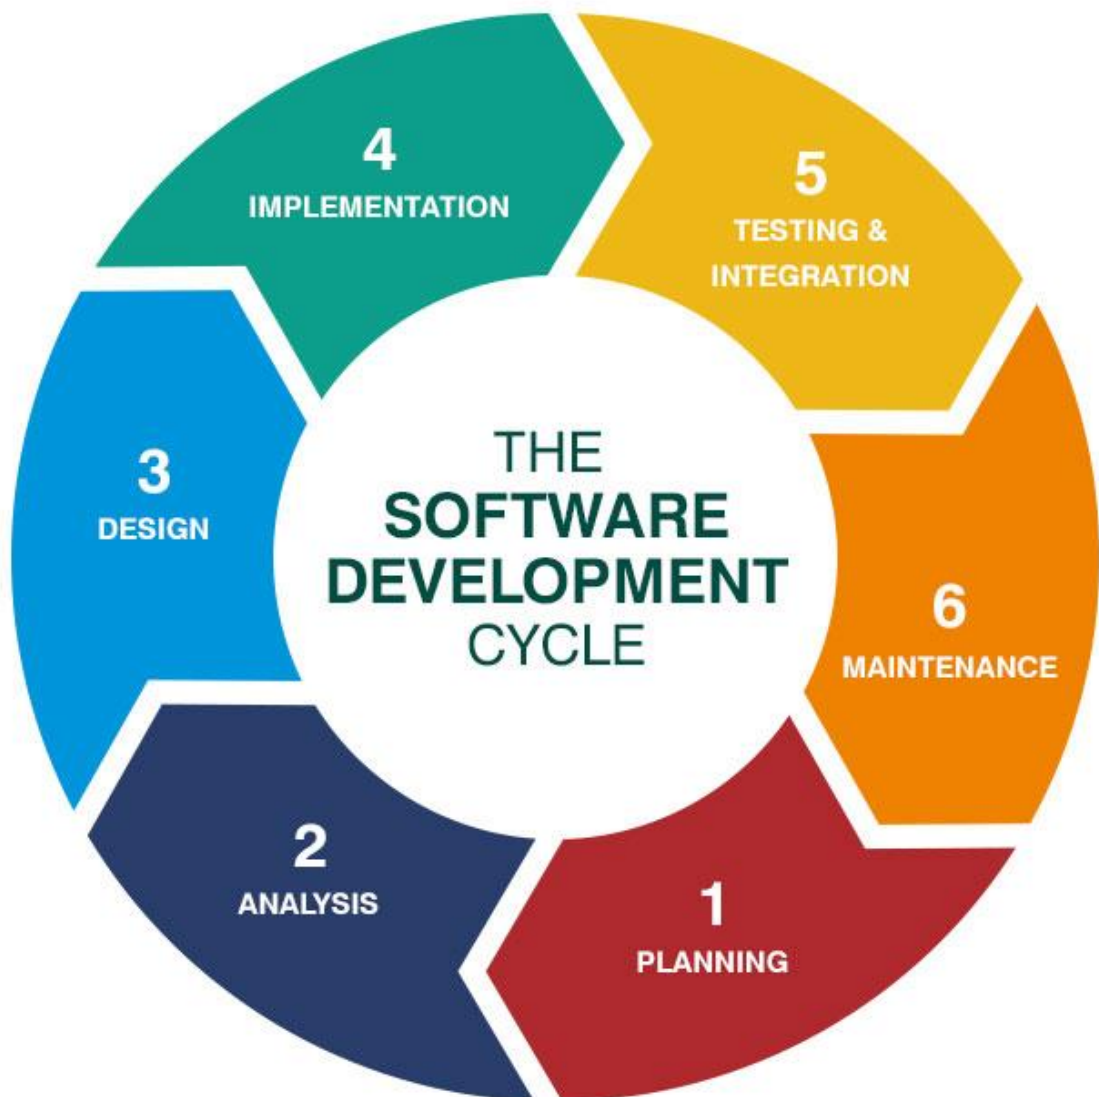 THE
SOFTWARE
DEVELOPMENT
CYCLE
1
PLANNING
2
ANALYSIS
3
DESIGN
4
IMPLEMENTATION
5
TESTING &
INTEGRATION
6
MAINTENANCE